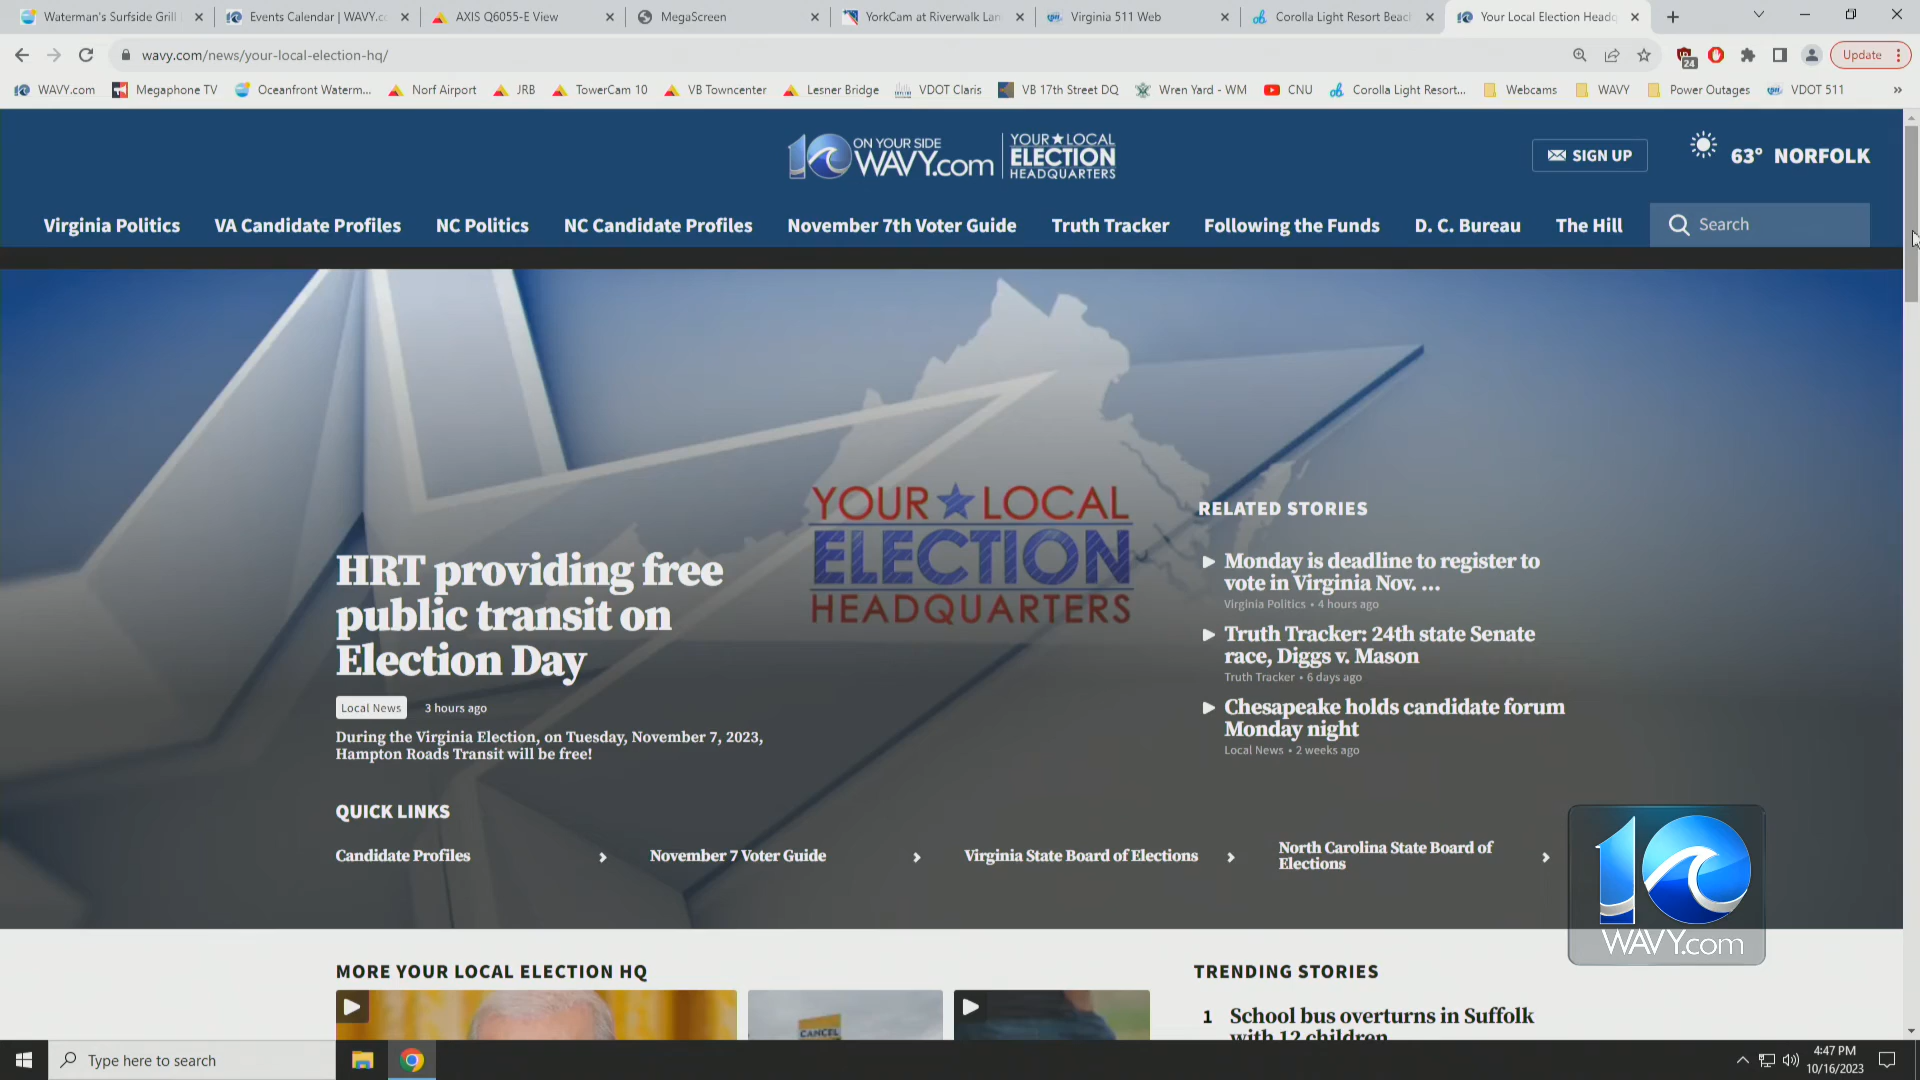 Waterman's Surfside Grill
Events Calendar | WAVY.c
AXIS Q6055-E View
MegaScreen
YorkCam at Riverwalk Lan
Virginia 511 Web
Corolla Light Resort Beac
Your Local Election Headq
wavy.com/news/your-local-election-hq/
24
Update
WAVY.com
Megaphone TV
Oceanfront Waterm...
Norf Airport
JRB
TowerCam 10
VB Towncenter
Lesner Bridge
VDOT Claris
VB 17th Street DQ
Wren Yard - WM
CNU
Corolla Light Resort...
Webcams
WAVY
Power Outages
VDOT 511
»
10 ON YOUR SIDE
WAVY.com
YOUR★LOCAL
ELECTION
HEADQUARTERS
SIGN UP
63° NORFOLK
Virginia Politics
VA Candidate Profiles
NC Politics
NC Candidate Profiles
November 7th Voter Guide
Truth Tracker
Following the Funds
D. C. Bureau
The Hill
Search
YOUR★LOCAL
ELECTION
HEADQUARTERS
HRT providing free
public transit on
Election Day
Local News 3 hours ago
During the Virginia Election, on Tuesday, November 7, 2023,
Hampton Roads Transit will be free!
RELATED STORIES
Monday is deadline to register to
vote in Virginia Nov. ...
Virginia Politics • 4 hours ago
Truth Tracker: 24th state Senate
race, Diggs v. Mason
Truth Tracker • 6 days ago
Chesapeake holds candidate forum
Monday night
Local News • 2 weeks ago
QUICK LINKS
Candidate Profiles
November 7 Voter Guide
Virginia State Board of Elections
North Carolina State Board of
Elections
10
WAVY.com
MORE YOUR LOCAL ELECTION HQ
CANCEL
TRENDING STORIES
1 School bus overturns in Suffolk
with 12 children
Type here to search
4:47 PM
10/16/2023